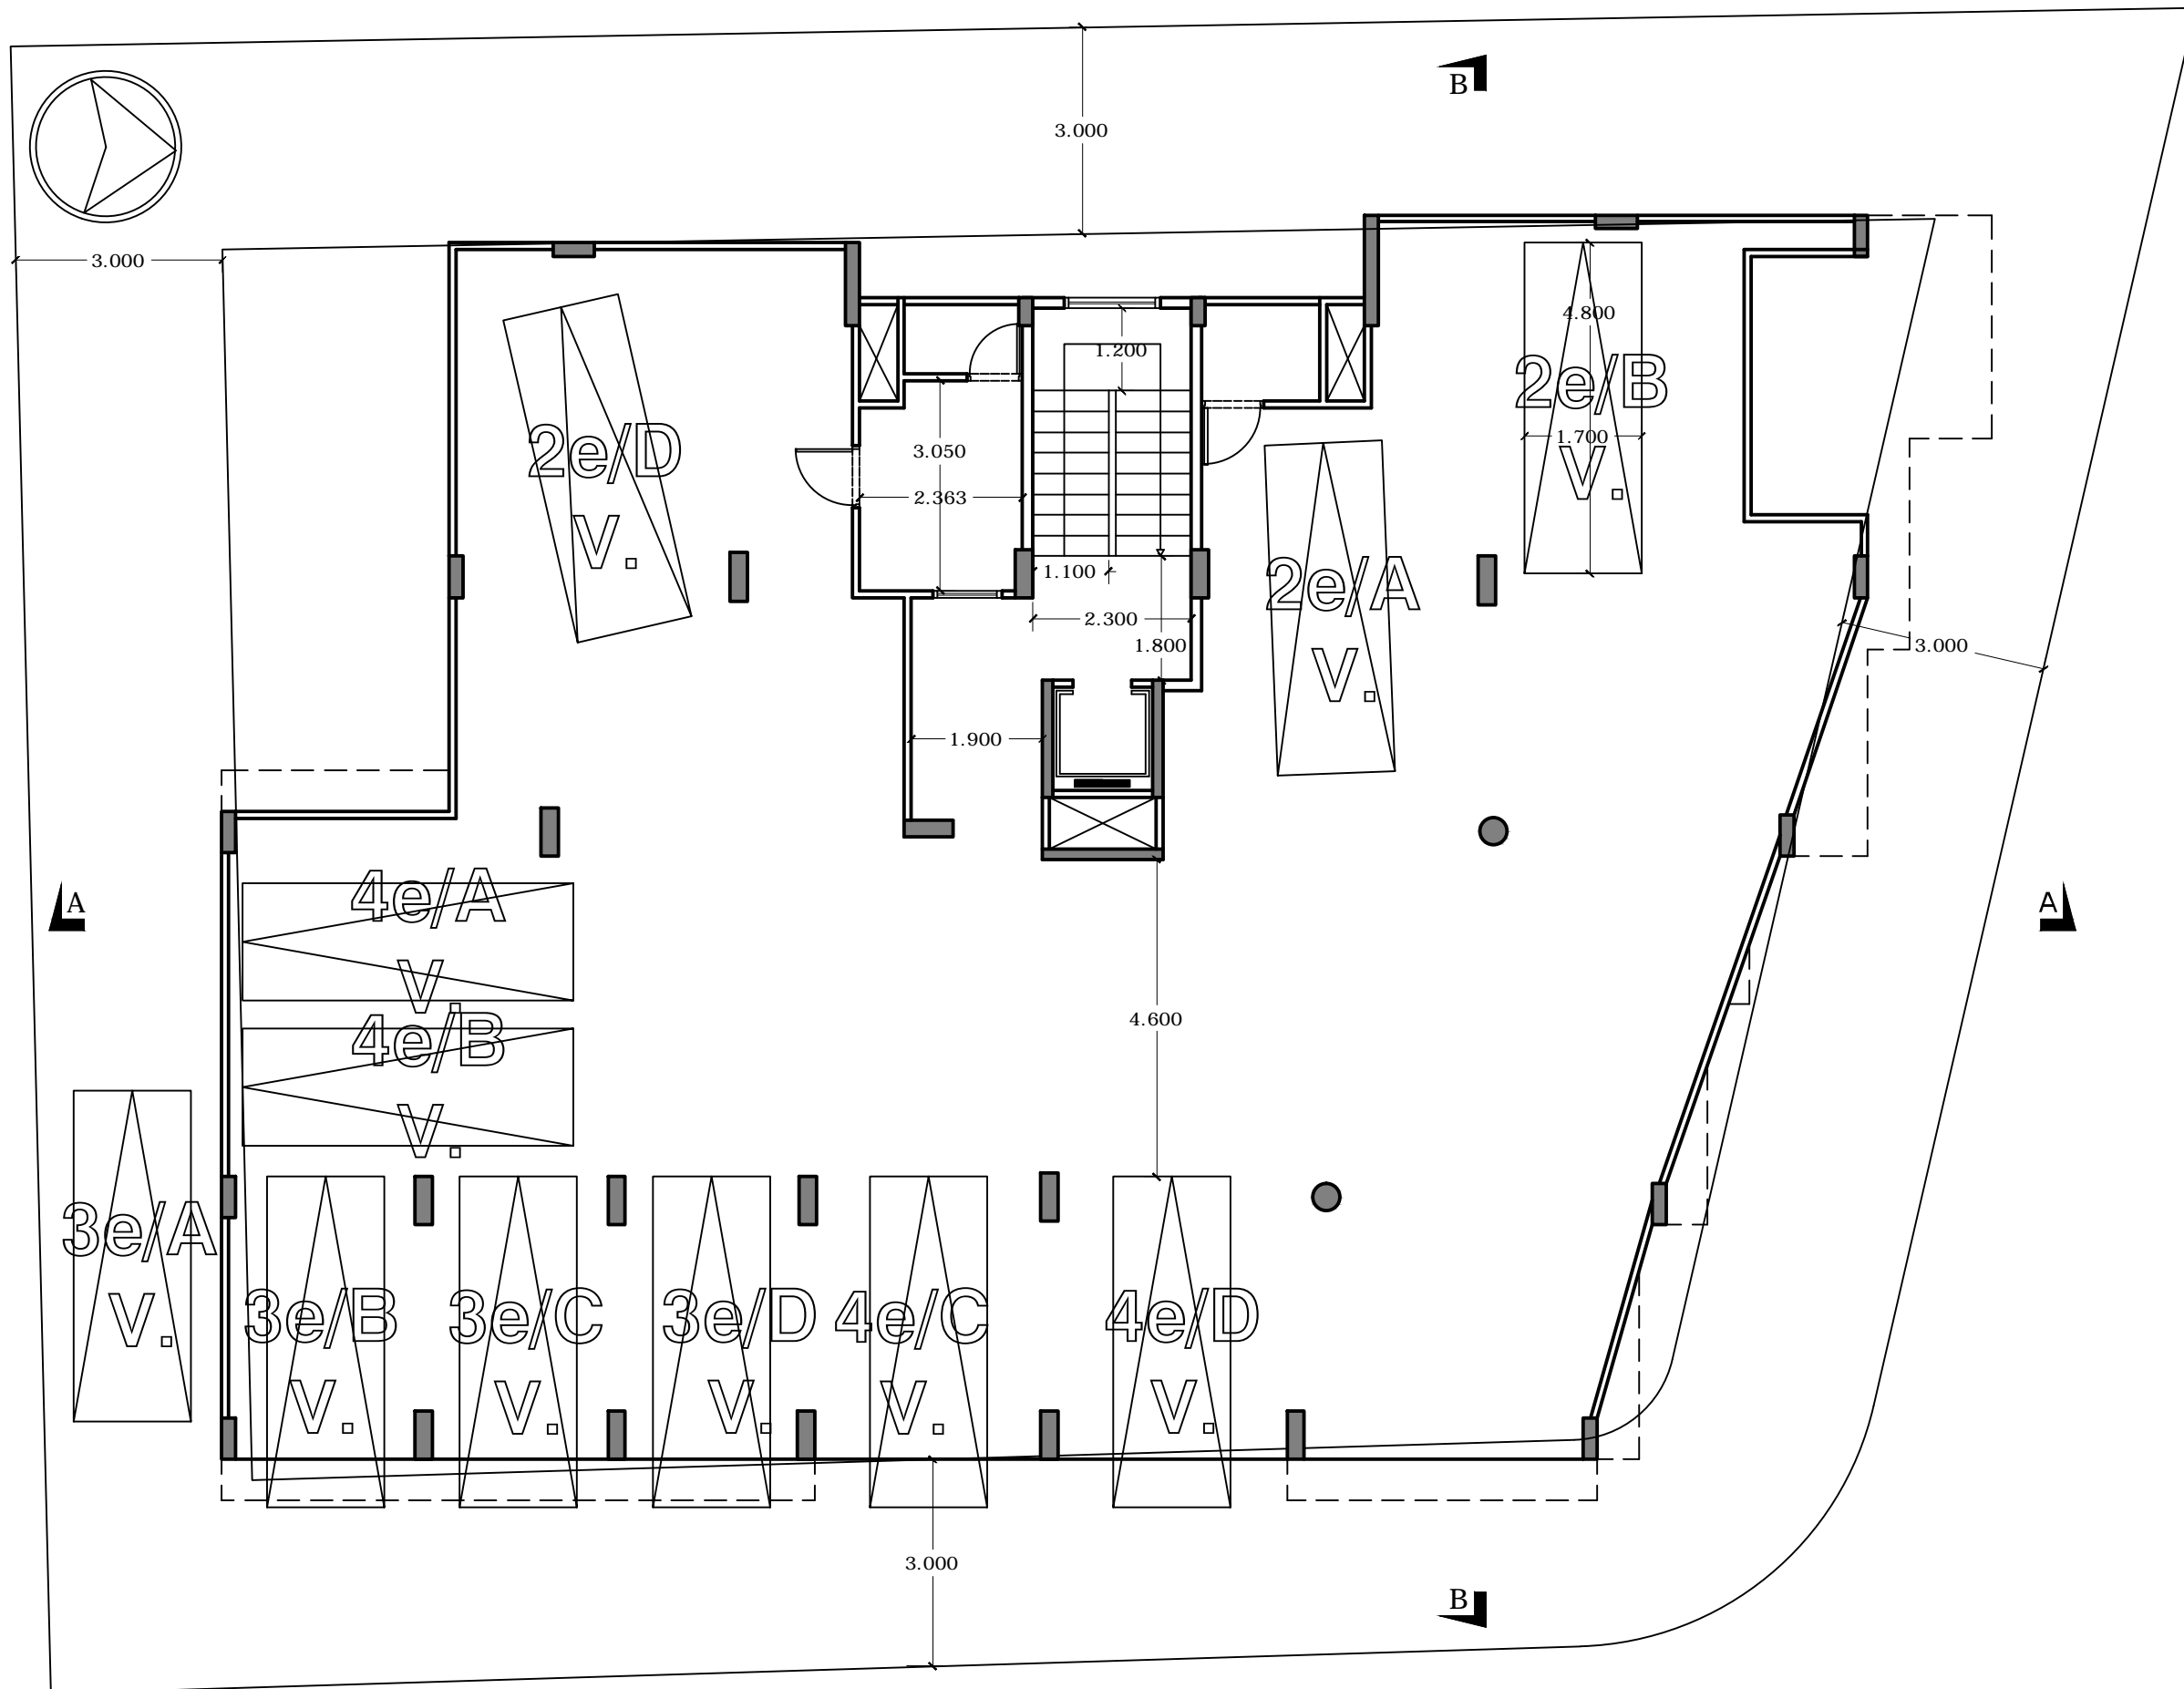 B
3.000
3.000
4.800
1.200
2e/B
v.
1.700
2e/D
v.
3.050
2.363
1.100
2e/A
v.
2.300
1.800
3.000
1.900
A
4e/A
v.
A
4.600
4e/B
v.
3e/A
v.
3e/B
v.
3e/C
v.
3e/D
v.
4e/C
v.
4e/D
v.
3.000
B